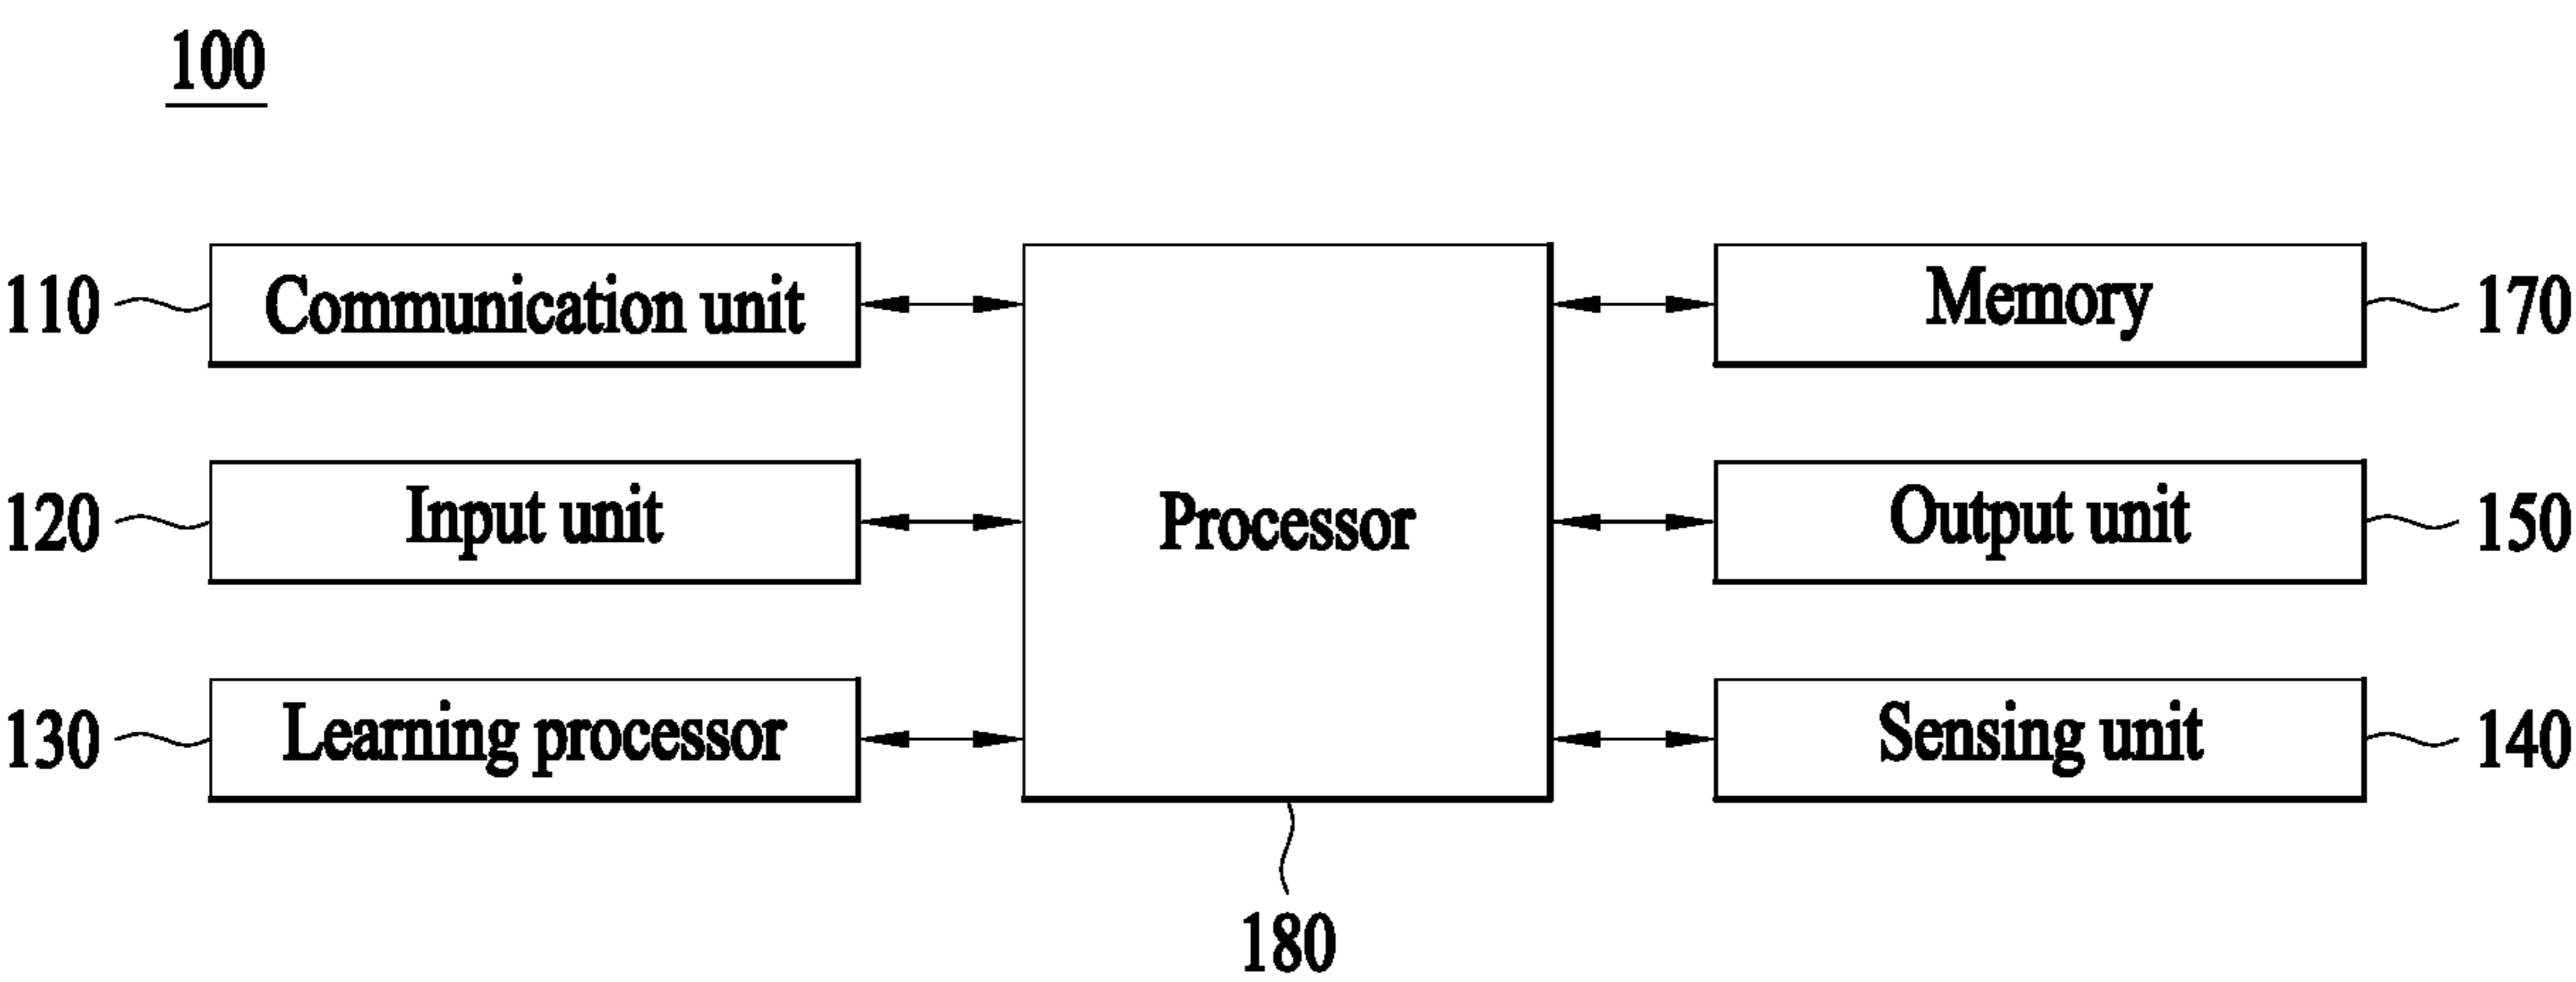 100
110 Communication unit
Memory 170
120 Input unit
Processor
Output unit 150
130 Learning processor
Sensing unit 140
180